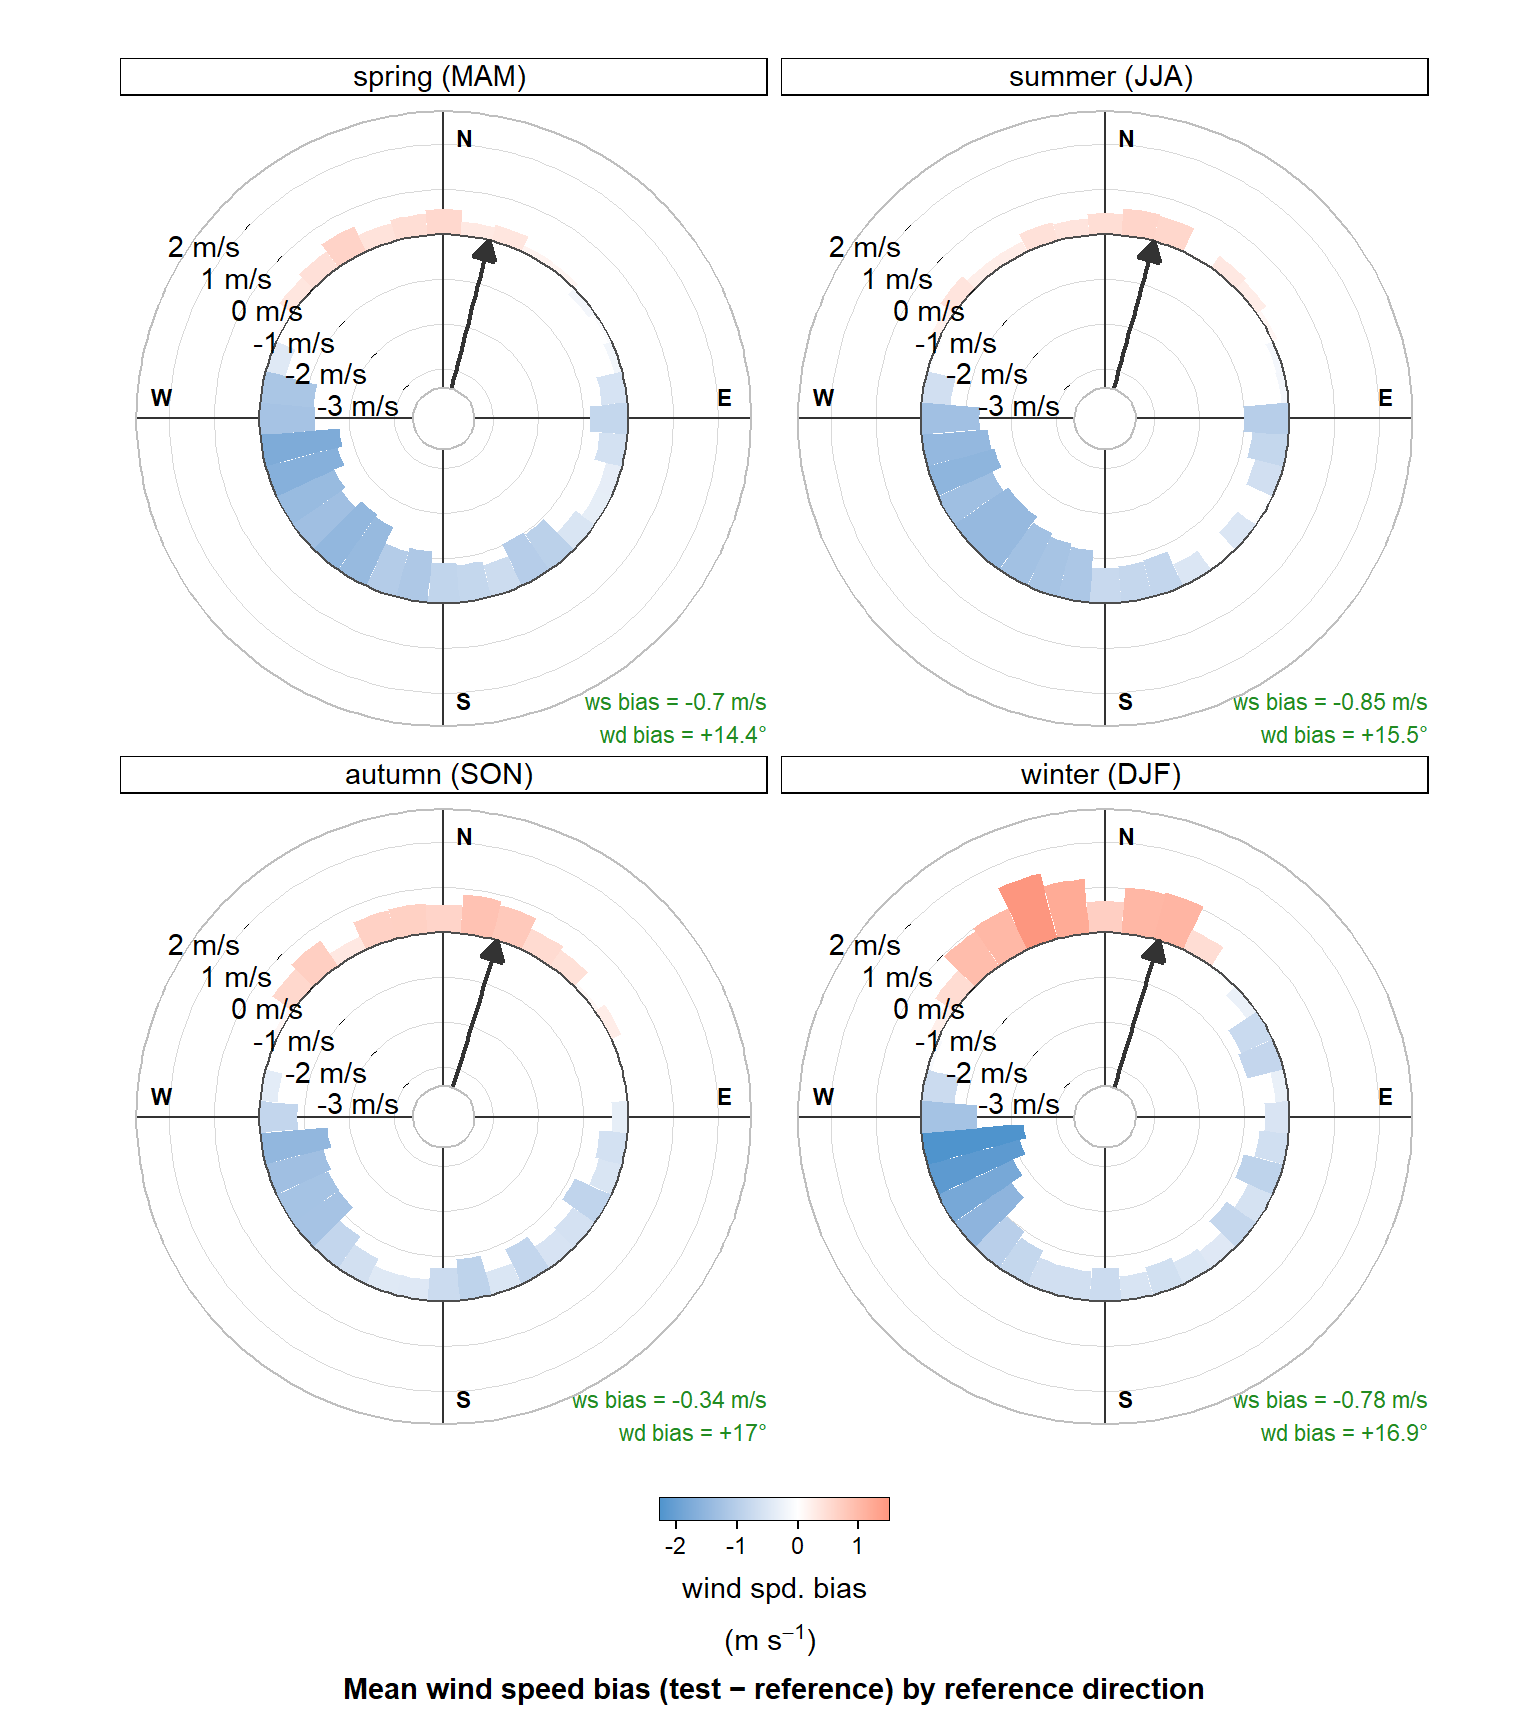 spring (MAM)
summer (JJA)
N
2 m/s
1 m/s
0 m/s
-1 m/s
-2 m/s
-3 m/s
W
E
S
ws bias = -0.7 m/s
wd bias = +14.4°
N
2 m/s
1 m/s
0 m/s
-1 m/s
-2 m/s
-3 m/s
W
E
S
ws bias = -0.85 m/s
wd bias = +15.5°
autumn (SON)
winter (DJF)
N
2 m/s
1 m/s
0 m/s
-1 m/s
-2 m/s
-3 m/s
W
E
S
ws bias = -0.34 m/s
wd bias = +17°
N
2 m/s
1 m/s
0 m/s
-1 m/s
-2 m/s
-3 m/s
W
E
S
ws bias = -0.78 m/s
wd bias = +16.9°
-2 -1 0 1
wind spd. bias
(m s⁻¹)
Mean wind speed bias (test − reference) by reference direction